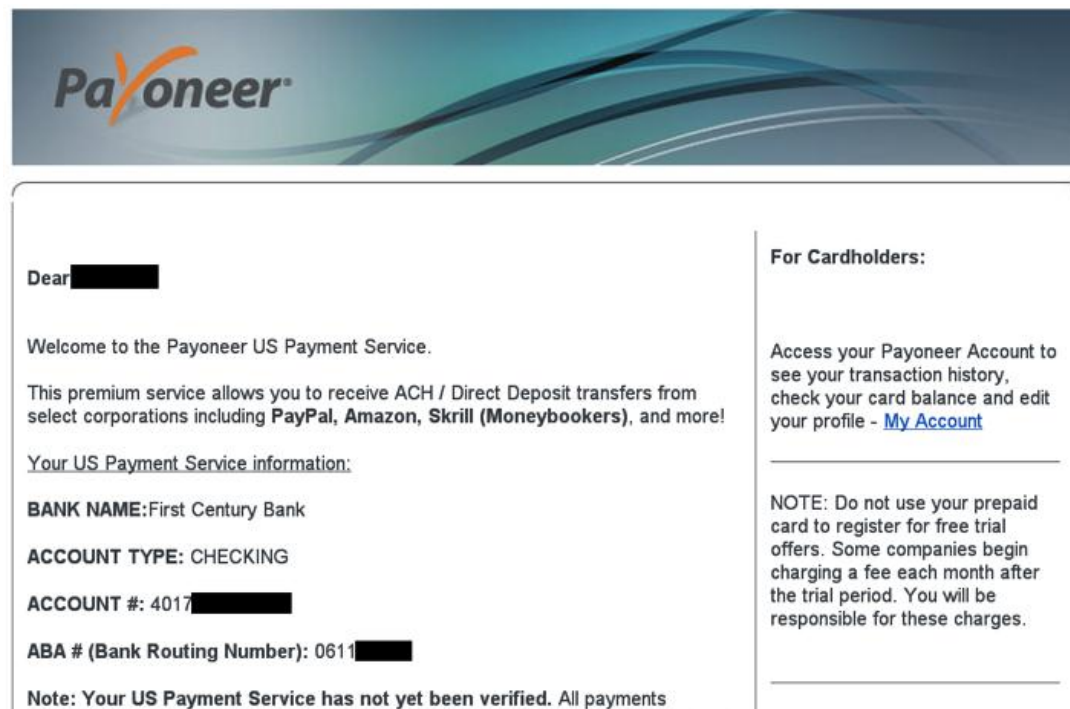 Payoneer®
Dear
Welcome to the Payoneer US Payment Service.
This premium service allows you to receive ACH / Direct Deposit transfers from
select corporations including PayPal, Amazon, Skrill (Moneybookers), and more!
Your US Payment Service information:
BANK NAME:First Century Bank
ACCOUNT TYPE: CHECKING
ACCOUNT #: 4017
ABA # (Bank Routing Number): 0611
Note: Your US Payment Service has not yet been verified. All payments
For Cardholders:
Access your Payoneer Account to
see your transaction history,
check your card balance and edit
your profile - My Account
NOTE: Do not use your prepaid
card to register for free trial
offers. Some companies begin
charging a fee each month after
the trial period. You will be
responsible for these charges.